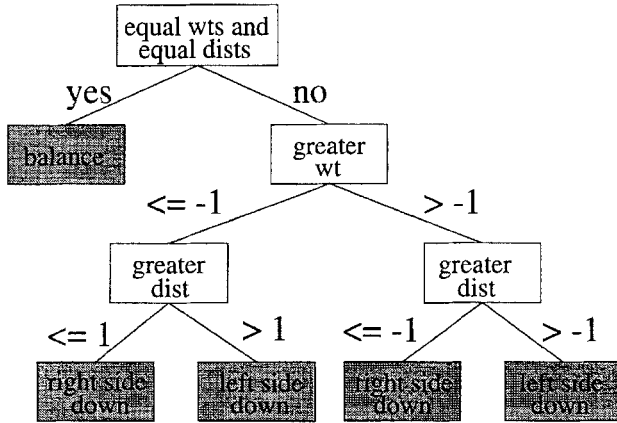 equal wts and
equal dists
yes
no
balance
greater
wt
<= -1
> -1
greater
dist
greater
dist
<= 1
> 1
<= -1
> -1
right side
down
left side
down
right side
down
left side
down